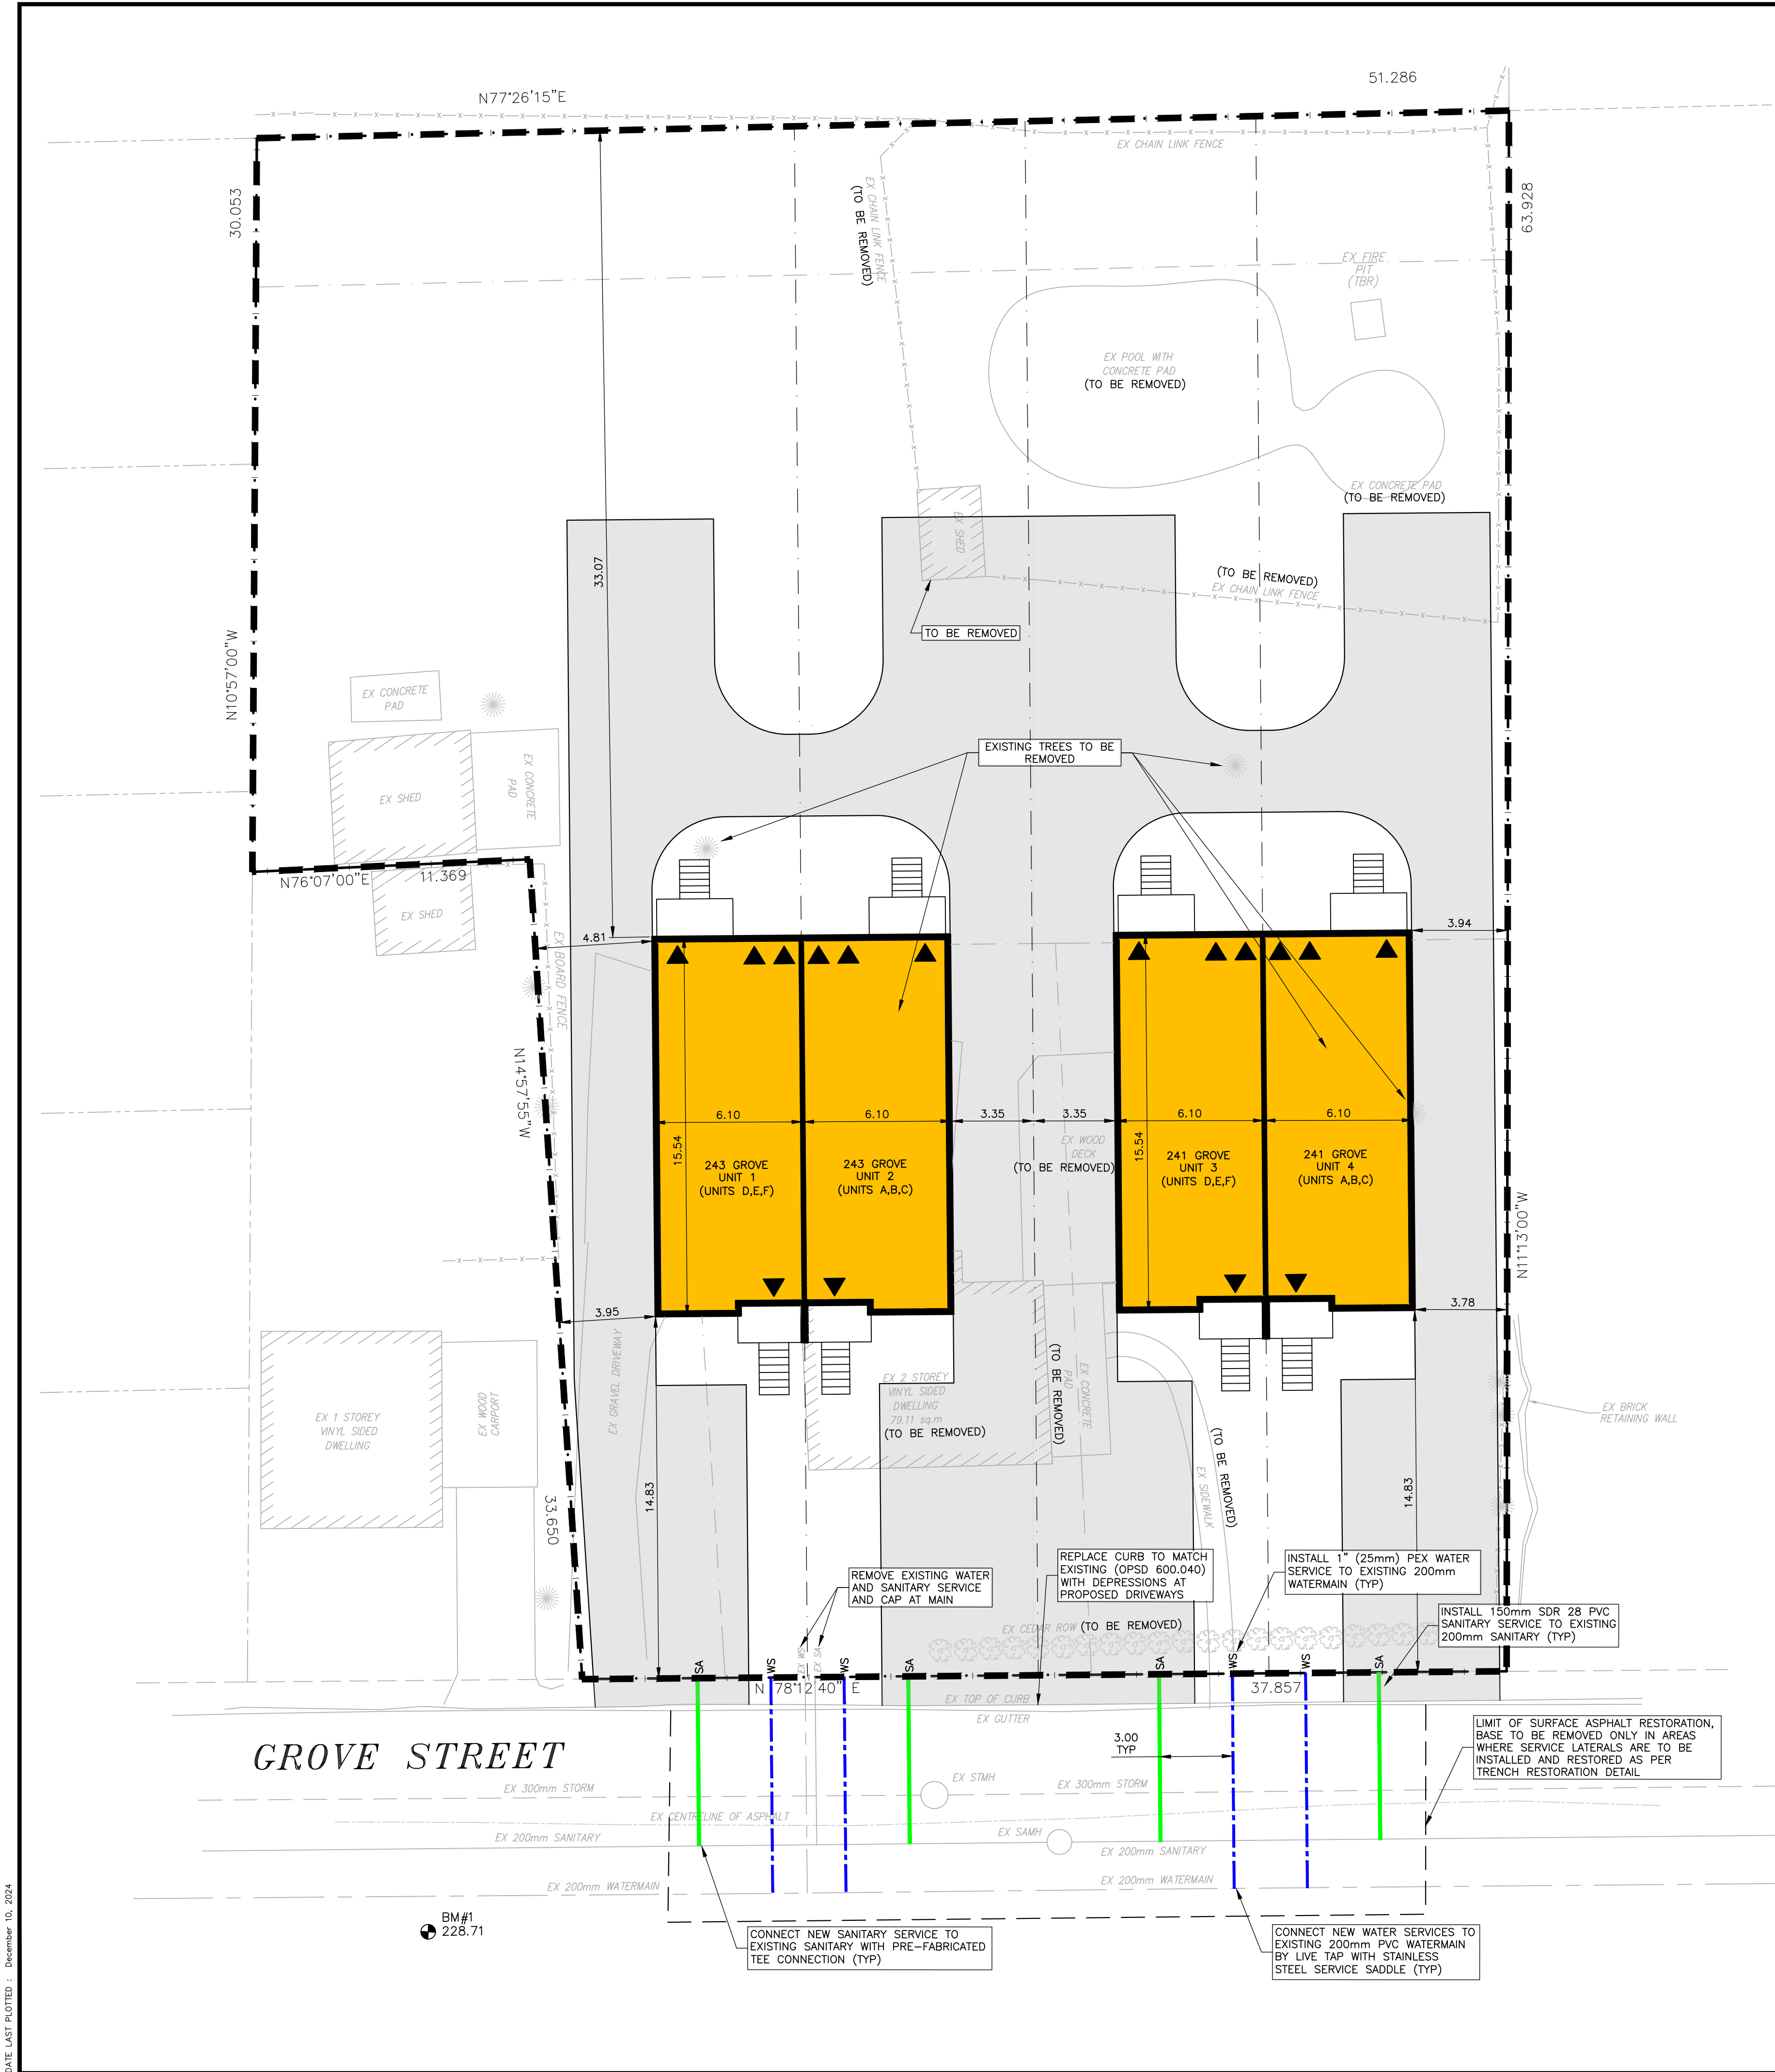 51.286
N77°26'15"E
EX CHAIN LINK FENCE
30.053
63.928
EX CHAIN LINK FENCE
(TO BE REMOVED)
EX FIRE
PIT
(TBR)
EX POOL WITH
CONCRETE PAD
(TO BE REMOVED)
EX CONCRETE PAD
(TO BE REMOVED)
EX SHED
33.07
(TO BE REMOVED)
EX CHAIN LINK FENCE
TO BE REMOVED
N10°57'00"W
EX CONCRETE
PAD
EXISTING TREES TO BE
REMOVED
EX SHED
EX CONCRETE
PAD
N76°07'00"E
11.369
EX SHED
EX BOARD FENCE
4.81
3.94
N14°57'55"W
6.10
6.10
3.35
3.35
6.10
6.10
15.54
15.54
EX WOOD
DECK
(TO BE REMOVED)
243 GROVE
UNIT 1
(UNITS D,E,F)
243 GROVE
UNIT 2
(UNITS A,B,C)
241 GROVE
UNIT 3
(UNITS D,E,F)
241 GROVE
UNIT 4
(UNITS A,B,C)
N11°13'00"W
3.95
3.78
EX GRAVEL DRIVEWAY
EX 2 STOREY
VINYL SIDED
DWELLING
79.11 sq.m
(TO BE REMOVED)
EX CONCRETE
PAD
(TO BE REMOVED)
EX 1 STOREY
VINYL SIDED
DWELLING
EX WOOD
CARPORT
EX BRICK
RETAINING WALL
(TO BE REMOVED)
EX SIDEWALK
14.83
14.83
33.650
REMOVE EXISTING WATER
AND SANITARY SERVICE
AND CAP AT MAIN
REPLACE CURB TO MATCH
EXISTING (OPSD 600.040)
WITH DEPRESSIONS AT
PROPOSED DRIVEWAYS
INSTALL 1" (25mm) PEX WATER
SERVICE TO EXISTING 200mm
WATERMAIN (TYP)
INSTALL 150mm SDR 28 PVC
SANITARY SERVICE TO EXISTING
200mm SANITARY (TYP)
EX CEDAR ROW (TO BE REMOVED)
EX WS
EX SA
SA
WS
WS
SA
SA
WS
WS
SA
N 78°12'40" E
37.857
EX TOP OF CURB
EX GUTTER
GROVE STREET
3.00
TYP
LIMIT OF SURFACE ASPHALT RESTORATION,
BASE TO BE REMOVED ONLY IN AREAS
WHERE SERVICE LATERALS ARE TO BE
INSTALLED AND RESTORED AS PER
TRENCH RESTORATION DETAIL
EX 300mm STORM
EX STMH
EX 300mm STORM
EX CENTRELINE OF ASPHALT
EX 200mm SANITARY
EX SAMH
EX 200mm SANITARY
EX 200mm WATERMAIN
EX 200mm WATERMAIN
BM#1
228.71
CONNECT NEW SANITARY SERVICE TO
EXISTING SANITARY WITH PRE-FABRICATED
TEE CONNECTION (TYP)
CONNECT NEW WATER SERVICES TO
EXISTING 200mm PVC WATERMAIN
BY LIVE TAP WITH STAINLESS
STEEL SERVICE SADDLE (TYP)
DATE LAST PLOTTED : December 10, 2024